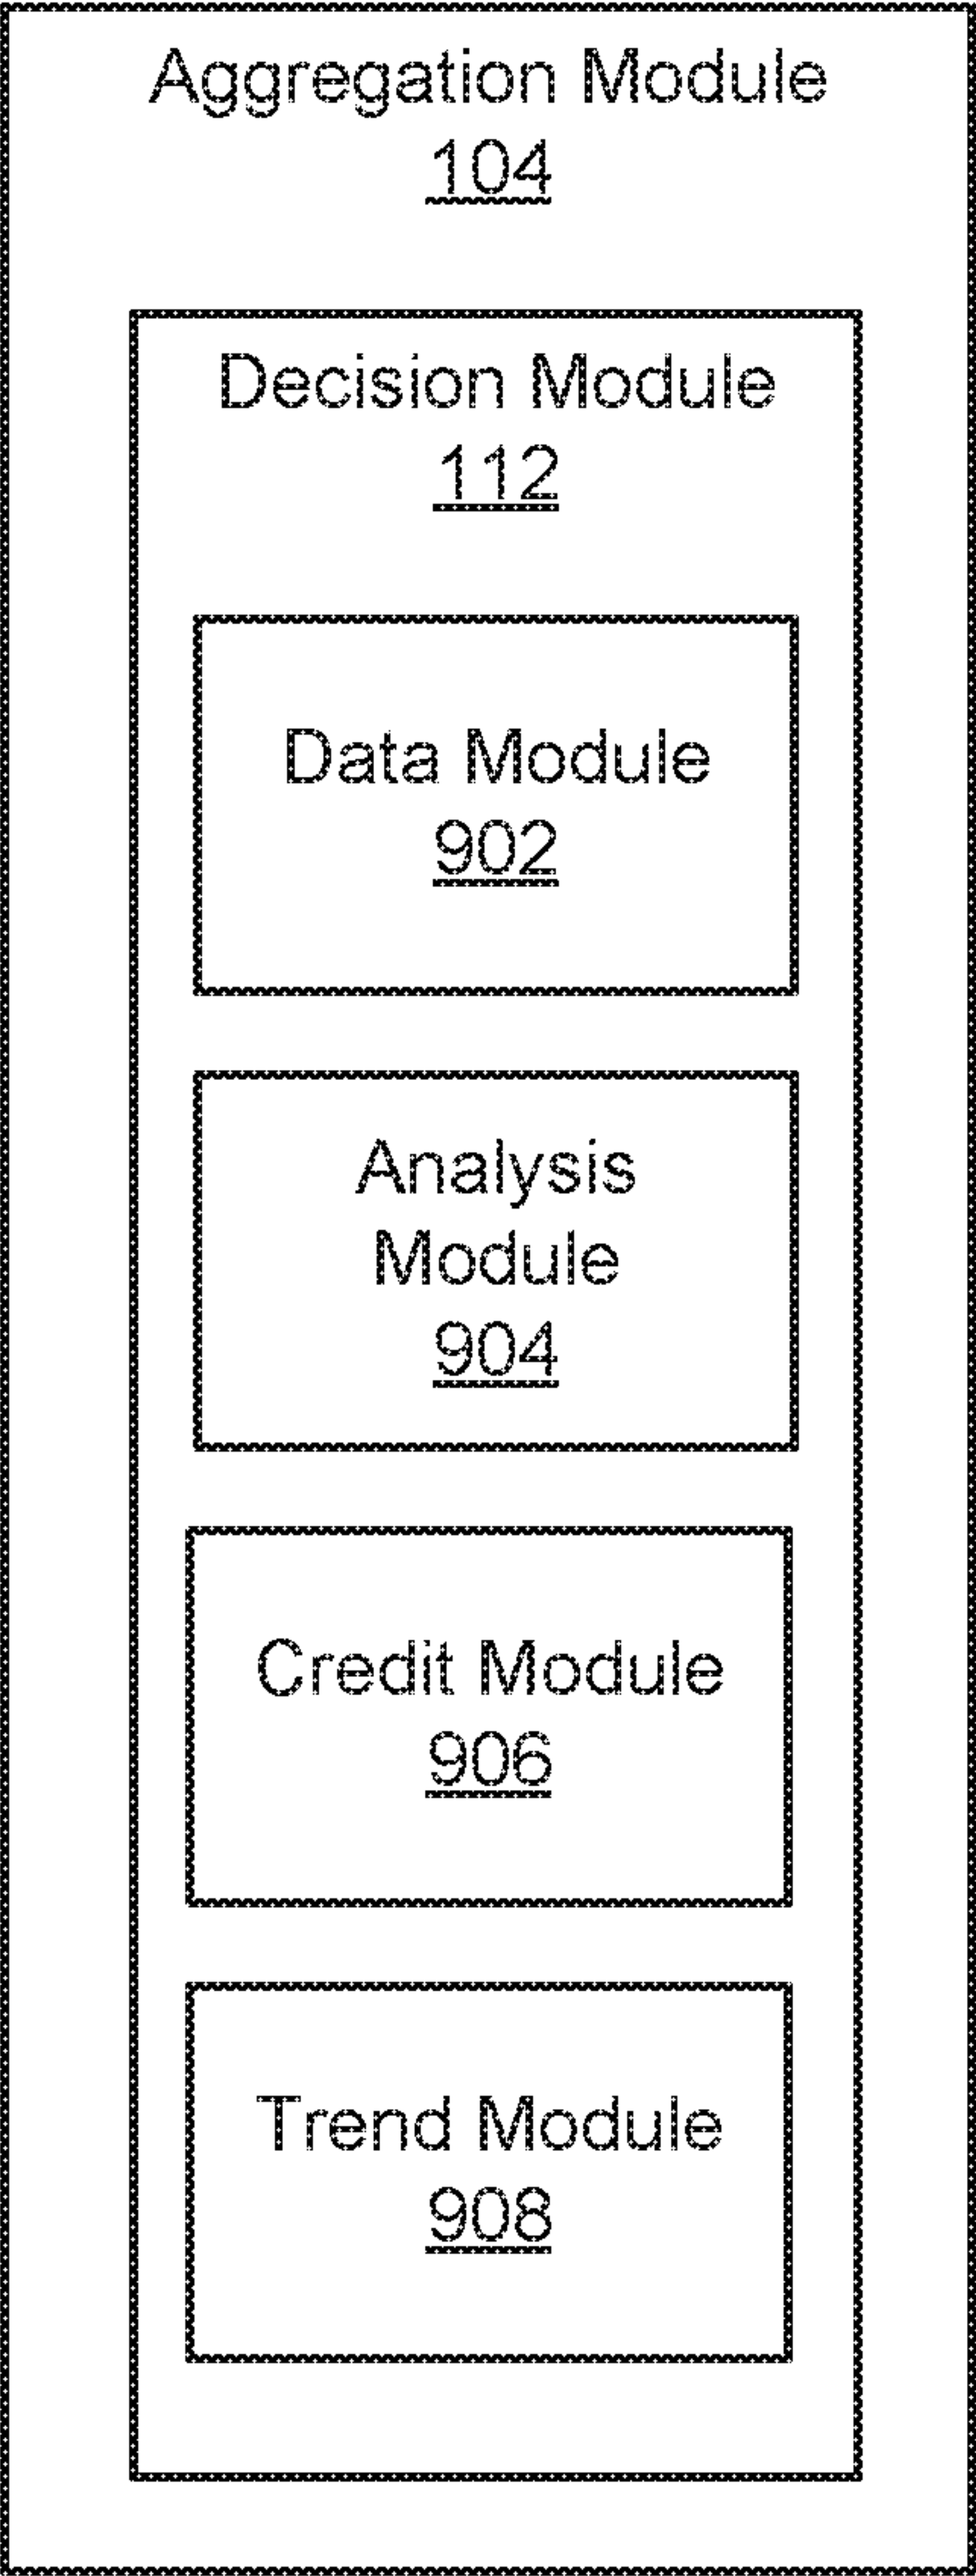 Aggregation Module
104
Decision Module
112
Data Module
902
Analysis
Module
904
Credit Module
906
Trend Module
908